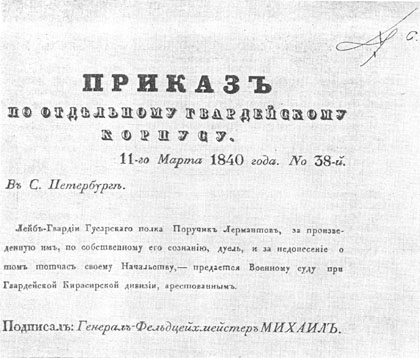 ПРИКАЗЪ
ПО ОТДѢЛЬНОМУ ГВАРДЕЙСКОМУ
КОРПУСУ.
11-го Марта 1840 года. No 38-й.
Въ С. Петербургѣ.
Лейбъ-Гвардіи Гусарскаго полка Поручик Лермантовъ, за произве-
денную имъ, по собственному его сознанію, дуель, и за недонесеніе о
томъ тотчасъ своему Начальству,— предается Военному суду при
Гвардейской Кирасирской дивизіи, арестованнымъ.
Подписалъ: Генералъ-Фельдцейхмейстеръ МИХАИЛЪ.